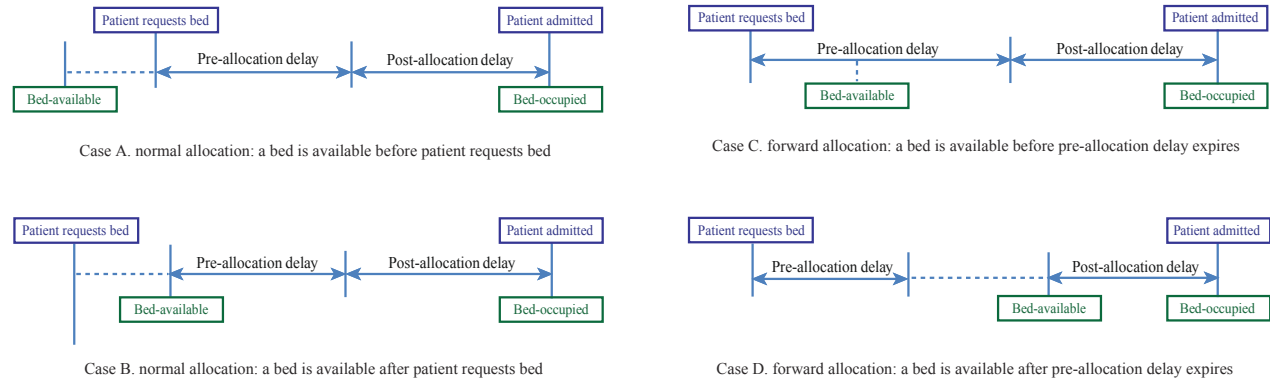 Patient requests bed
Patient admitted
Pre-allocation delay
Post-allocation delay
Bed-available
Bed-occupied
Case A. normal allocation: a bed is available before patient requests bed
Patient requests bed
Patient admitted
Pre-allocation delay
Post-allocation delay
Bed-available
Bed-occupied
Case C. forward allocation: a bed is available before pre-allocation delay expires
Patient requests bed
Patient admitted
Pre-allocation delay
Post-allocation delay
Bed-available
Bed-occupied
Case B. normal allocation: a bed is available after patient requests bed
Patient requests bed
Patient admitted
Pre-allocation delay
Post-allocation delay
Bed-available
Bed-occupied
Case D. forward allocation: a bed is available after pre-allocation delay expires